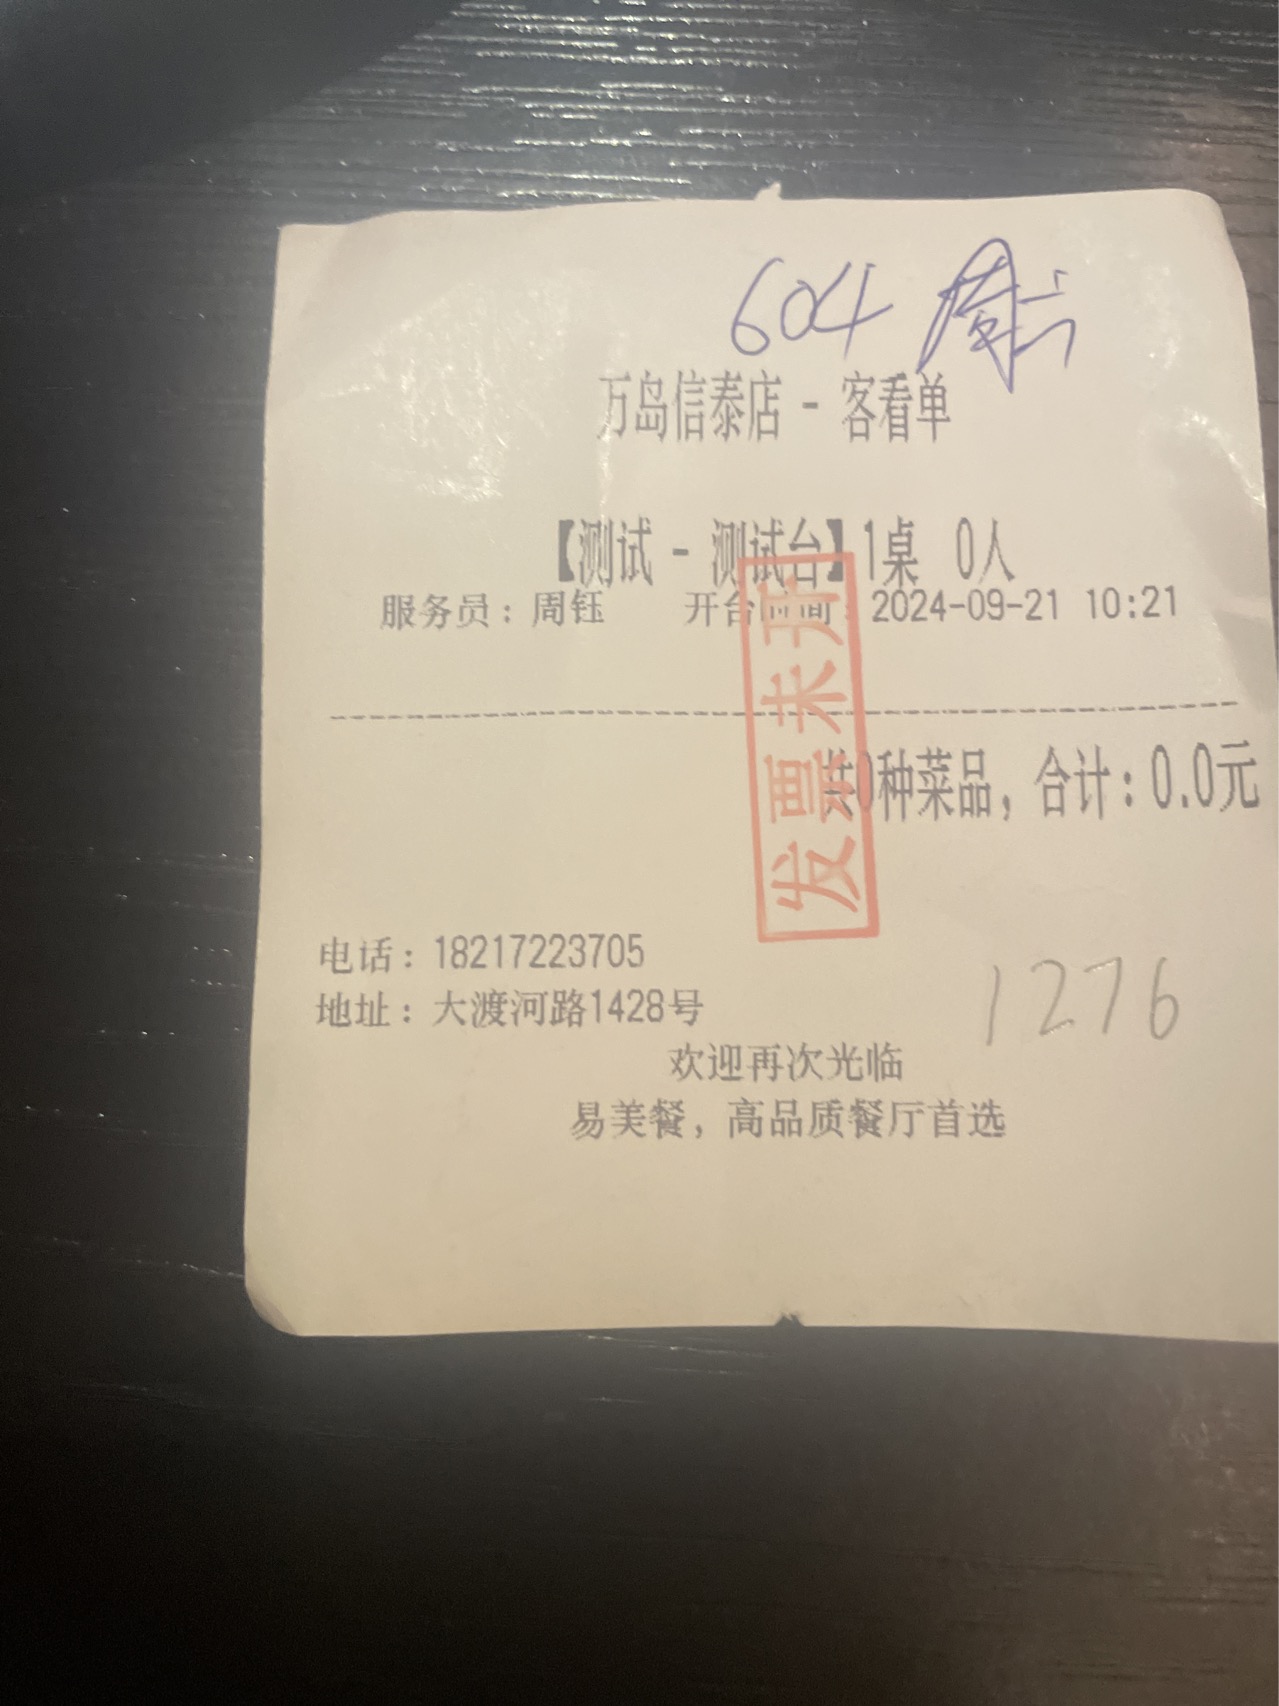 604
万岛信泰店 - 客看单
【测试 - 测试台】1桌 0人
服务员：周钰 开台时间：2024-09-21 10:21
发票未开
共0种菜品，合计：0.0元
电话：18217223705
地址：大渡河路1428号
1276
欢迎再次光临
易美餐，高品质餐厅首选